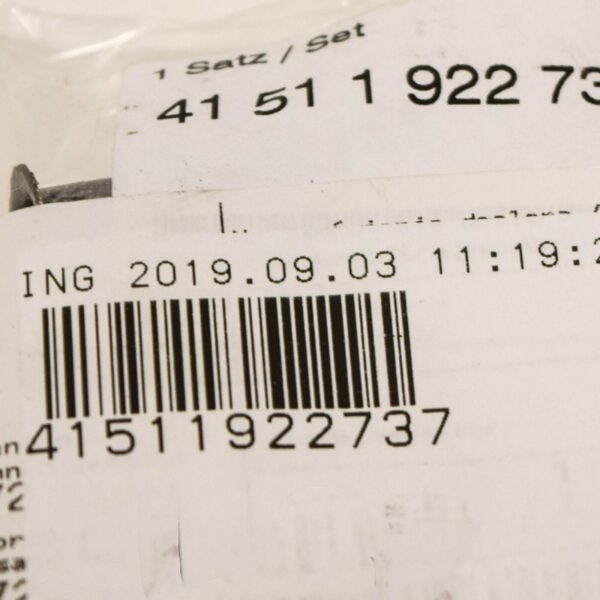 1 Satz / Set
41 51 1 922 73
ING 2019.09.03 11:19:2
41511922737